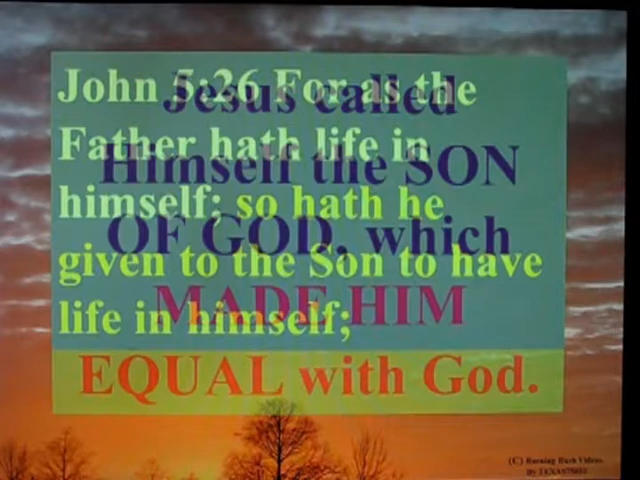 John 5:26 For as the
Father hath life in
himself; so hath he
given to the Son to have
life in himself;
Jesus called
Himself the SON
OF GOD, which
MADE HIM
EQUAL with God.
(C) Burning Bush Videos.
By